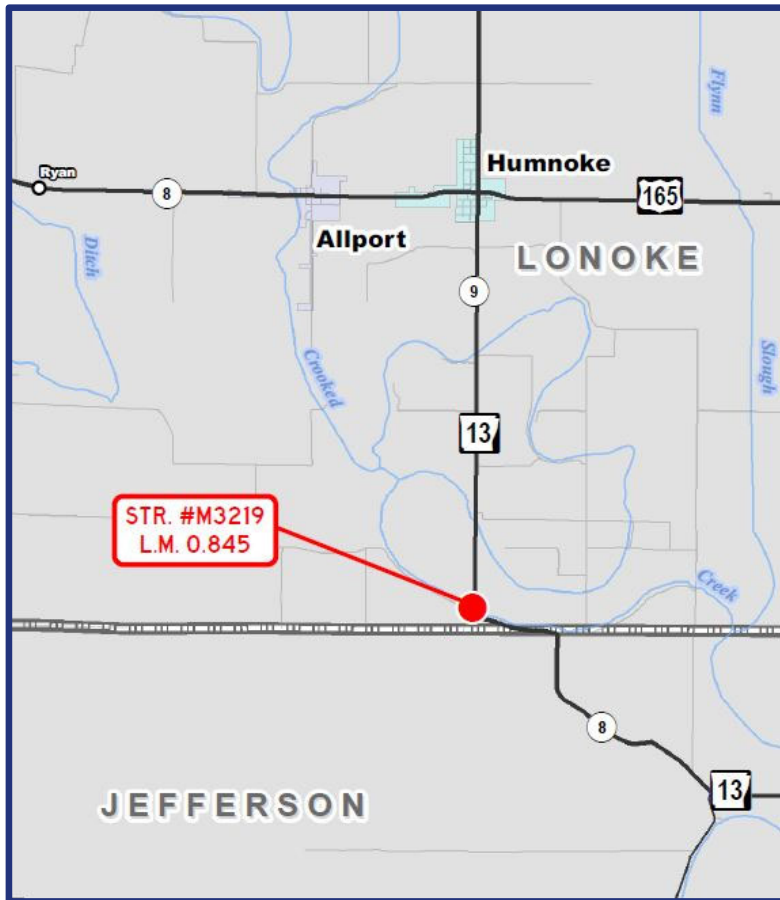 Flynn
Humnoke
Ryan
8
165
Allport
Ditch
LONOKE
9
Crooked
Slough
13
STR. #M3219
L.M. 0.845
Creek
8
13
JEFFERSON